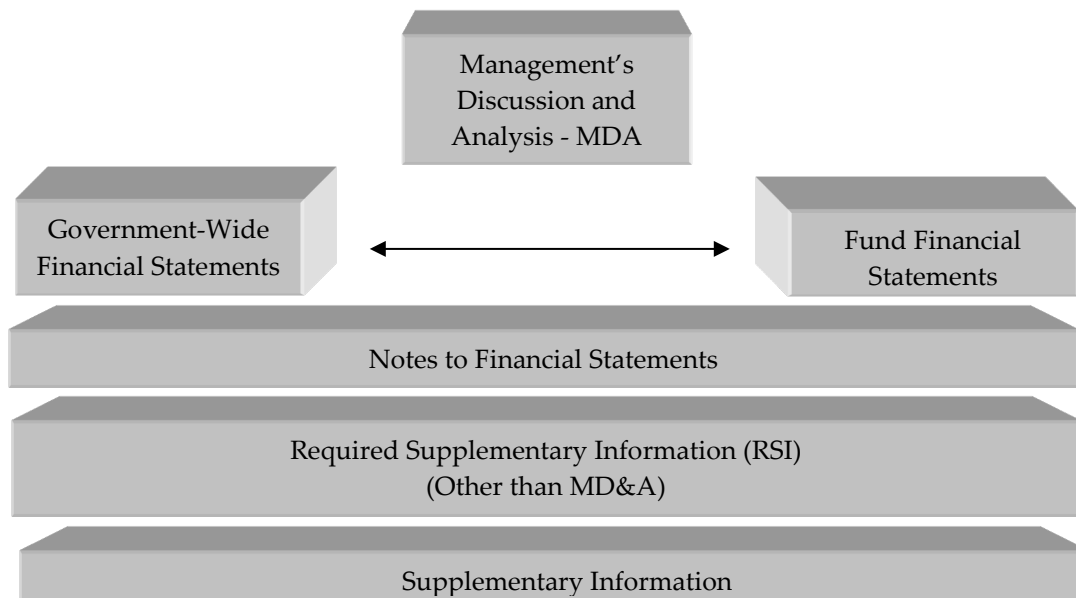 Management’s
Discussion and
Analysis - MDA
Government-Wide
Financial Statements
Fund Financial
Statements
Notes to Financial Statements
Required Supplementary Information (RSI)
(Other than MD&A)
Supplementary Information